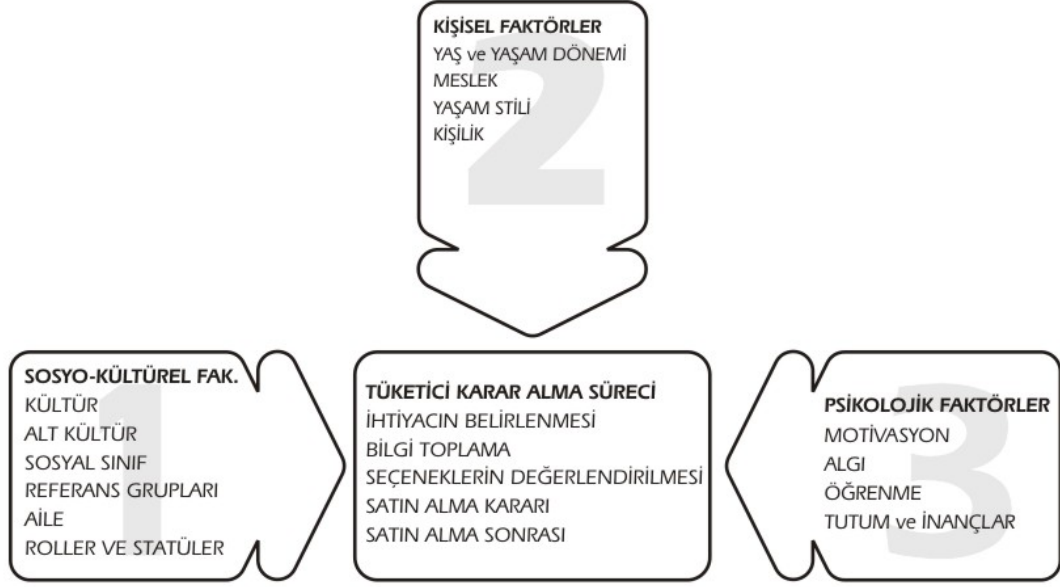 KİŞİSEL FAKTÖRLER
YAŞ ve YAŞAM DÖNEMİ
MESLEK
YAŞAM STİLİ
KİŞİLİK
2
SOSYO-KÜLTÜREL FAK.
KÜLTÜR
ALT KÜLTÜR
SOSYAL SINIF
REFERANS GRUPLARI
AİLE
ROLLER VE STATÜLER
1
TÜKETİCİ KARAR ALMA SÜRECİ
İHTİYACIN BELİRLENMESİ
BİLGİ TOPLAMA
SEÇENEKLERİN DEĞERLENDİRİLMESİ
SATIN ALMA KARARI
SATIN ALMA SONRASI
PSİKOLOJİK FAKTÖRLER
MOTİVASYON
ALGI
ÖĞRENME
TUTUM ve İNANÇLAR
3